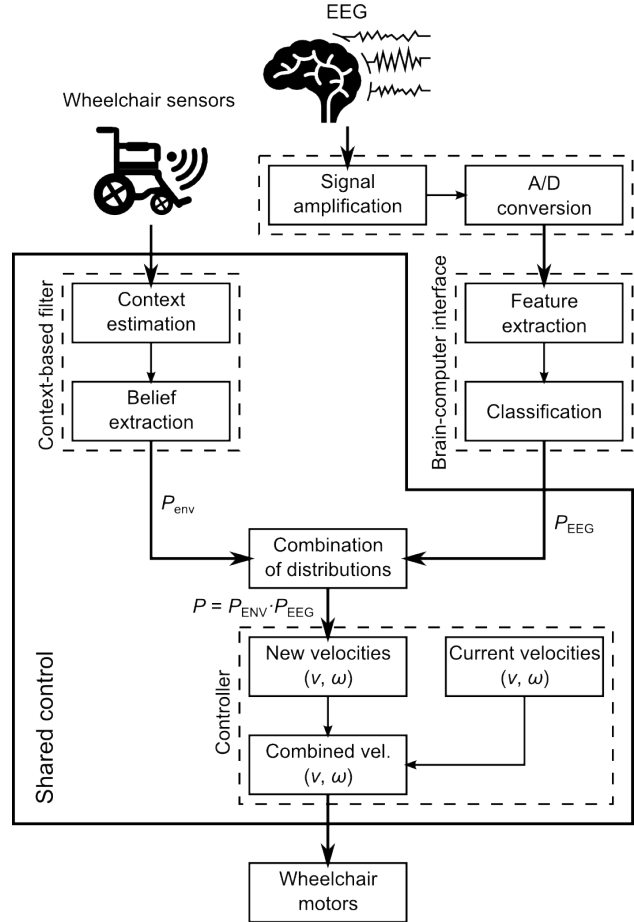 EEG
Wheelchair sensors
Signal
amplification
A/D
conversion
Context-based filter
Context
estimation
Belief
extraction
Brain-computer interface
Feature
extraction
Classification
P_env
P_EEG
Combination
of distributions
P = P_ENV·P_EEG
Shared control
Controller
New velocities
(v, ω)
Current velocities
(v, ω)
Combined vel.
(v, ω)
Wheelchair
motors